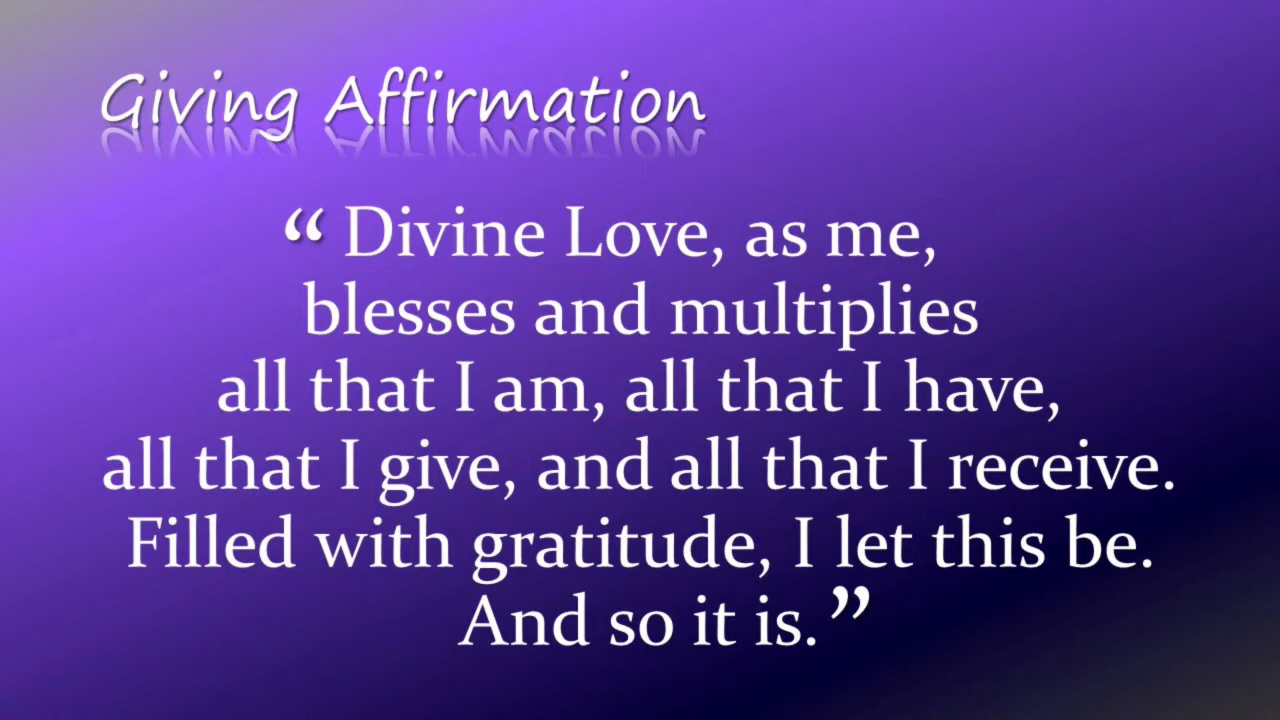 Giving Affirmation
“ Divine Love, as me,
blesses and multiplies
all that I am, all that I have,
all that I give, and all that I receive.
Filled with gratitude, I let this be.
And so it is. ”